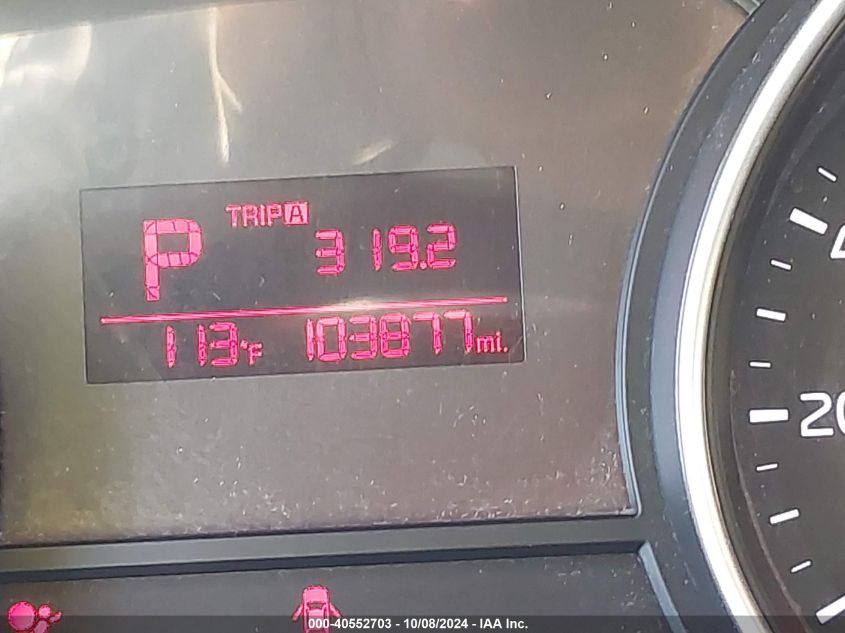 TRIP A
P 319.2
113°F 103877 mi.
20
000-40552703 - 10/08/2024 - IAA Inc.